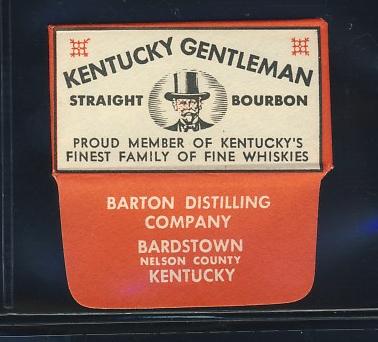 KENTUCKY GENTLEMAN
STRAIGHT BOURBON
PROUD MEMBER OF KENTUCKY'S
FINEST FAMILY OF FINE WHISKIES
BARTON DISTILLING
COMPANY
BARDSTOWN
NELSON COUNTY
KENTUCKY